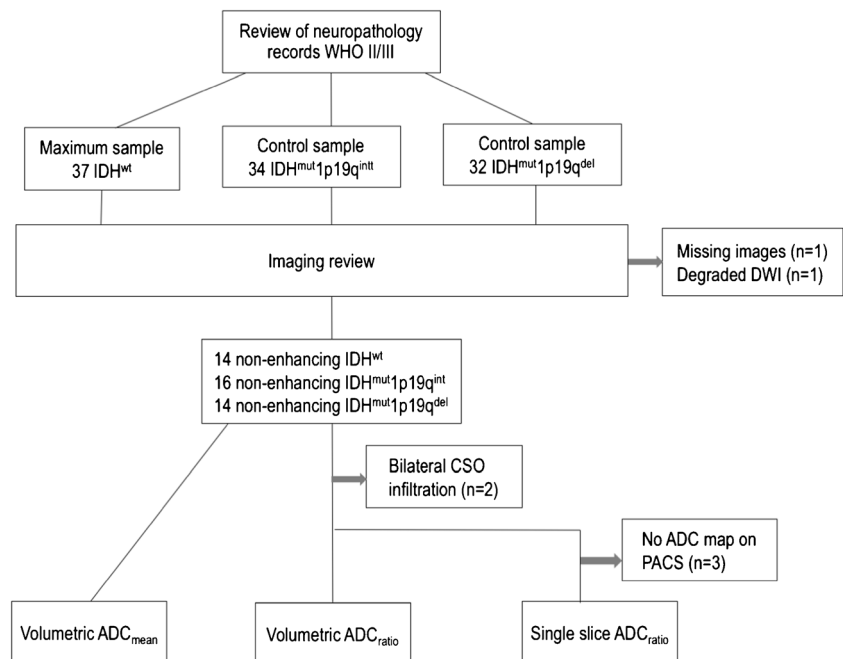 Review of neuropathology
records WHO II/III
Maximum sample
37 IDHwt
Control sample
34 IDHmut1p19qintt
Control sample
32 IDHmut1p19qdel
Imaging review
Missing images (n=1)
Degraded DWI (n=1)
14 non-enhancing IDHwt
16 non-enhancing IDHmut1p19qint
14 non-enhancing IDHmut1p19qdel
Bilateral CSO
infiltration (n=2)
No ADC map on
PACS (n=3)
Volumetric ADCmean
Volumetric ADCratio
Single slice ADCratio